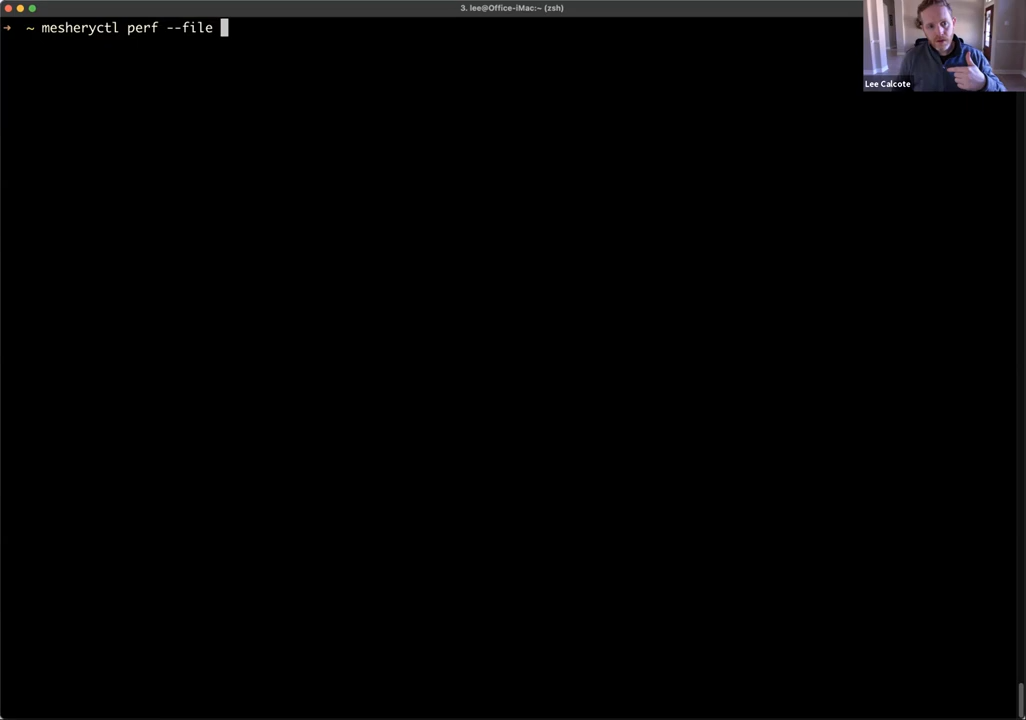 3. lee@Office-iMac:~ (zsh)
➜ ~ mesheryctl perf --file
Lee Calcote